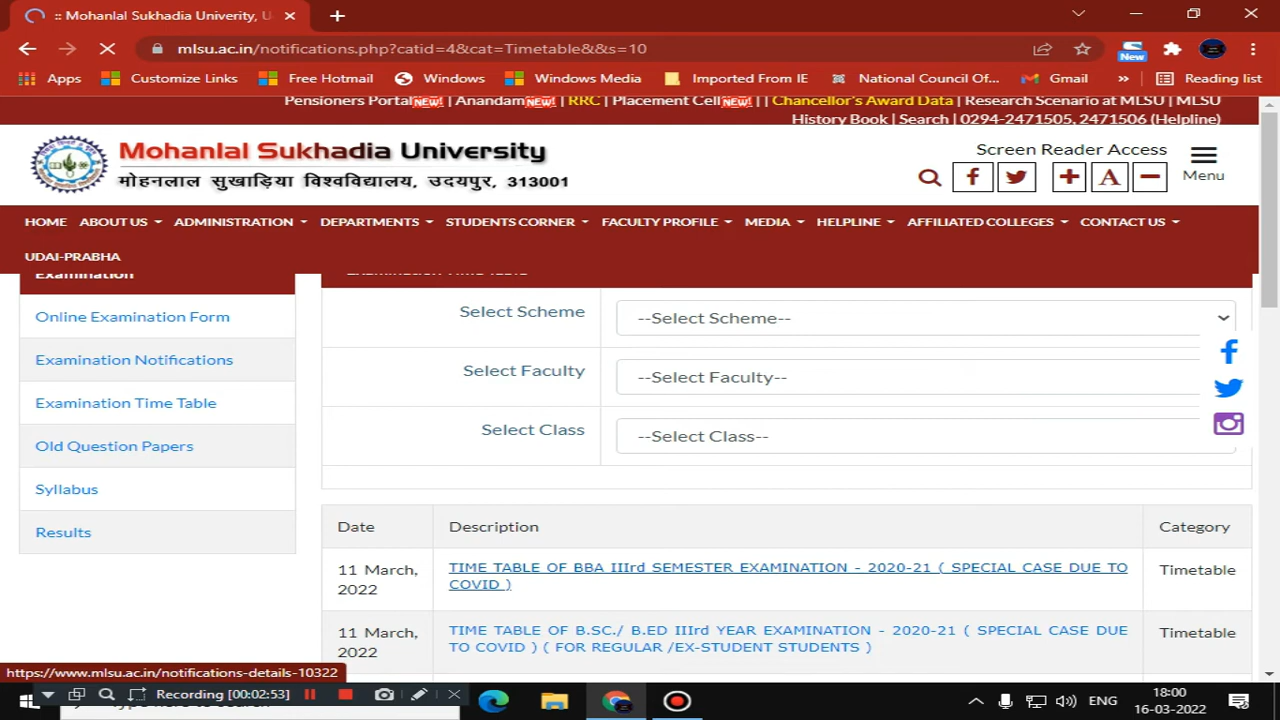 :: Mohanlal Sukhadia Univerity, U
mlsu.ac.in/notifications.php?catid=4&cat=Timetable&&s=10
New
Apps Customize Links Free Hotmail Windows Windows Media Imported From IE National Council Of... Gmail » Reading list
Pensioners Portal NEW! | Anandam NEW! | RRC | Placement Cell NEW! | | Chancellor's Award Data | Research Scenario at MLSU | MLSU
History Book | Search | 0294-2471505, 2471506 (Helpline)
Mohanlal Sukhadia University
मोहनलाल सुखाड़िया विश्वविद्यालय, उदयपुर, 313001
Screen Reader Access
A
Menu
HOME ABOUT US ADMINISTRATION DEPARTMENTS STUDENTS CORNER FACULTY PROFILE MEDIA HELPLINE AFFILIATED COLLEGES CONTACT US
UDAI-PRABHA
Examination
Online Examination Form
Examination Notifications
Examination Time Table
Old Question Papers
Syllabus
Results
Select Scheme --Select Scheme--
Select Faculty --Select Faculty--
Select Class --Select Class--
Date Description Category
11 March, 2022 TIME TABLE OF BBA IIIrd SEMESTER EXAMINATION - 2020-21 ( SPECIAL CASE DUE TO
COVID ) Timetable
11 March, 2022 TIME TABLE OF B.SC./ B.ED IIIrd YEAR EXAMINATION - 2020-21 ( SPECIAL CASE DUE
TO COVID ) ( FOR REGULAR /EX-STUDENT STUDENTS ) Timetable
https://www.mlsu.ac.in/notifications-details-10322
Recording [00:02:53]
ENG
18:00
16-03-2022